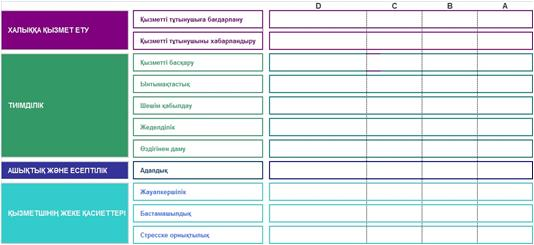 D C B A
ХАЛЫҚҚА ҚЫЗМЕТ ЕТУ
Қызметті тұтынушыға бағдарлану
Қызметті тұтынушыны хабарландыру
ТИІМДІЛІК
Қызметті басқару
Ынтымақтастық
Шешім қабылдау
Жеделділік
Өздігінен даму
АШЫҚТЫҚ ЖӘНЕ ЕСЕПТІЛІК
Адалдық
ҚЫЗМЕТШІНІҢ ЖЕКЕ ҚАСИЕТТЕРІ
Жауапкершілік
Бастамашылдық
Стресске орнықтылық